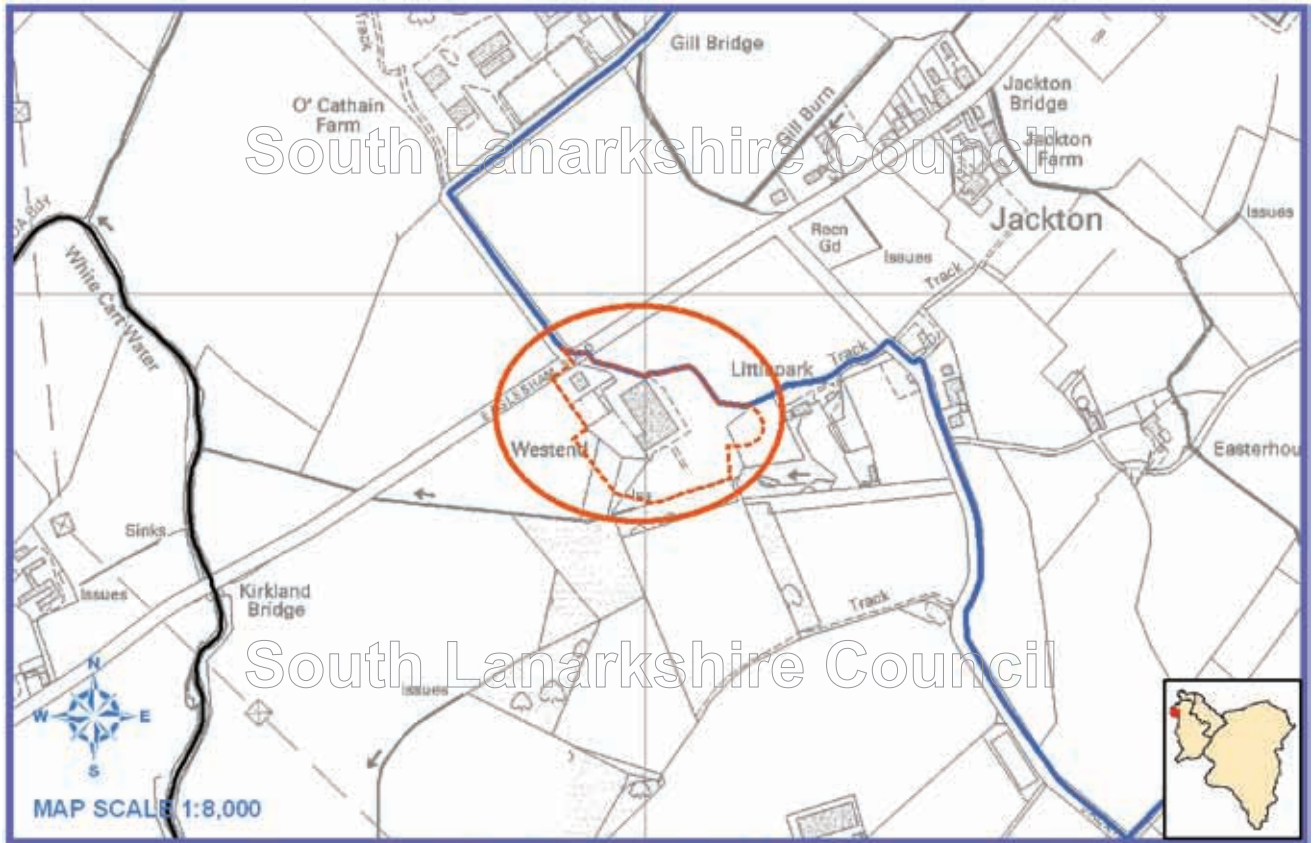 Track
Gill Bridge
O' Cathain
Farm
Gill Burn
Jackton
Bridge
Jackton
Farm
South Lanarkshire Council
Jackton
Issues
Recn
Gd
Issues
Track
White Cart Water
Littlepark
Track
Westend
Easterhou
Sinks
Issues
Kirkland
Bridge
Track
South Lanarkshire Council
Issues
N
W
E
S
MAP SCALE 1:8,000